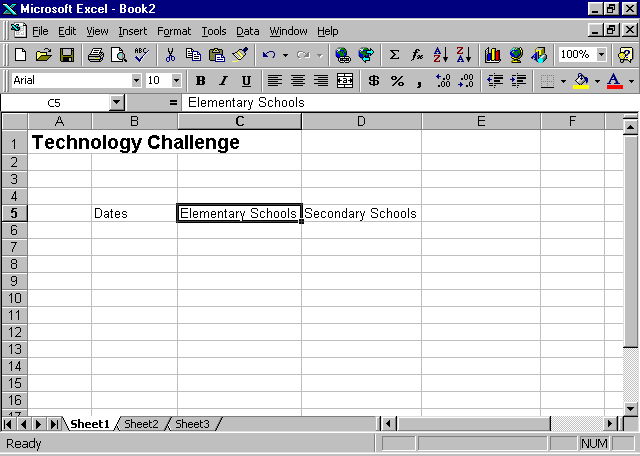 Microsoft Excel - Book2
File Edit View Insert Format Tools Data Window Help
100%
Arial 10 B I U $ % ,
C5 = Elementary Schools
A B C D E F
1 Technology Challenge
2
3
4
5 Dates Elementary Schools Secondary Schools
6
7
8
9
10
11
12
13
14
15
16
17
Sheet1 Sheet2 Sheet3
Ready NUM